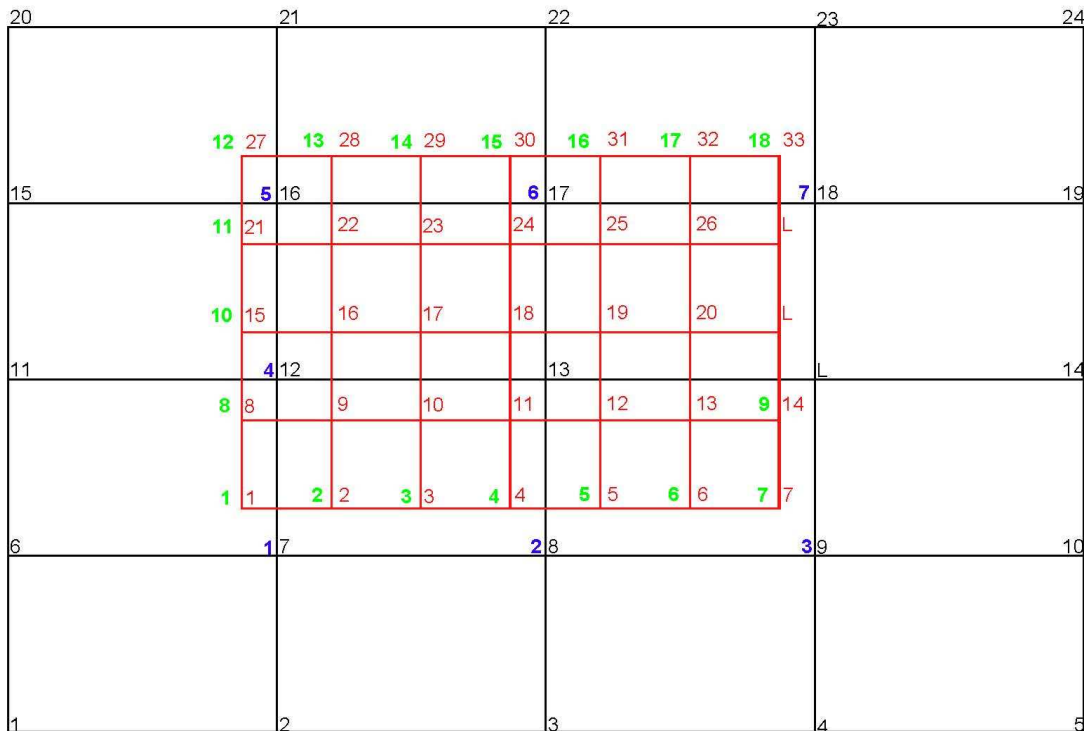 20 21 22 23 24
12 27 13 28 14 29 15 30 16 31 17 32 18 33
15 5 16 6 17 7 18 19
11 21 22 23 24 25 26 L
10 15 16 17 18 19 20 L
11 4 12 13 L 14
8 8 9 10 11 12 13 9 14
1 1 2 2 3 3 4 4 5 5 6 6 7 7
6 1 7 2 8 3 9 10
1 2 3 4 5